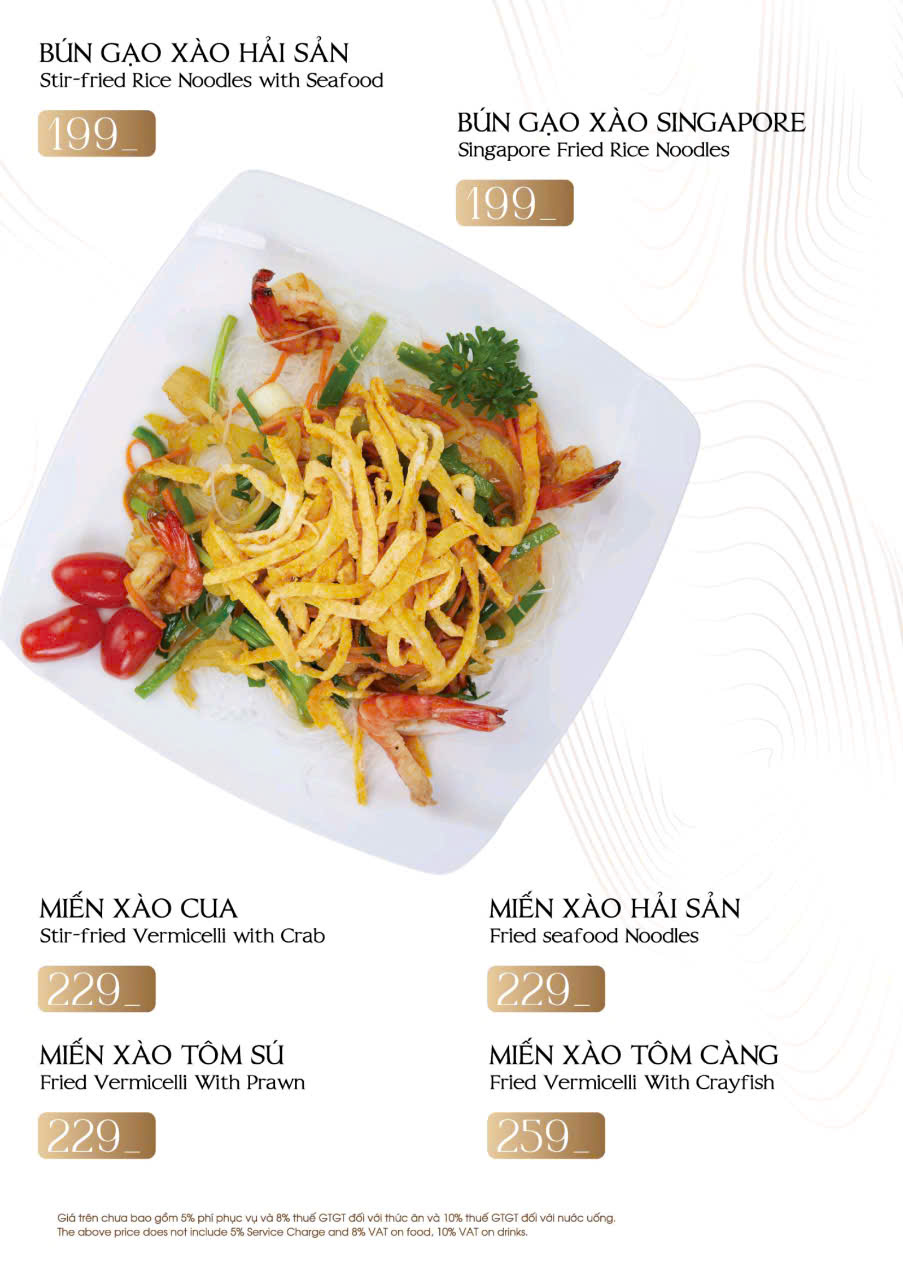 BÚN GẠO XÀO HẢI SẢN
Stir-fried Rice Noodles with Seafood
199_
BÚN GẠO XÀO SINGAPORE
Singapore Fried Rice Noodles
199_
MIẾN XÀO CUA
Stir-fried Vermicelli with Crab
229_
MIẾN XÀO HẢI SẢN
Fried seafood Noodles
229_
MIẾN XÀO TÔM SÚ
Fried Vermicelli With Prawn
229_
MIẾN XÀO TÔM CÀNG
Fried Vermicelli With Crayfish
259_
Giá trên chưa bao gồm 5% phí phục vụ và 8% thuế GTGT đối với thức ăn và 10% thuế GTGT đối với nước uống.
The above price does not include 5% Service Charge and 8% VAT on food, 10% VAT on drinks.